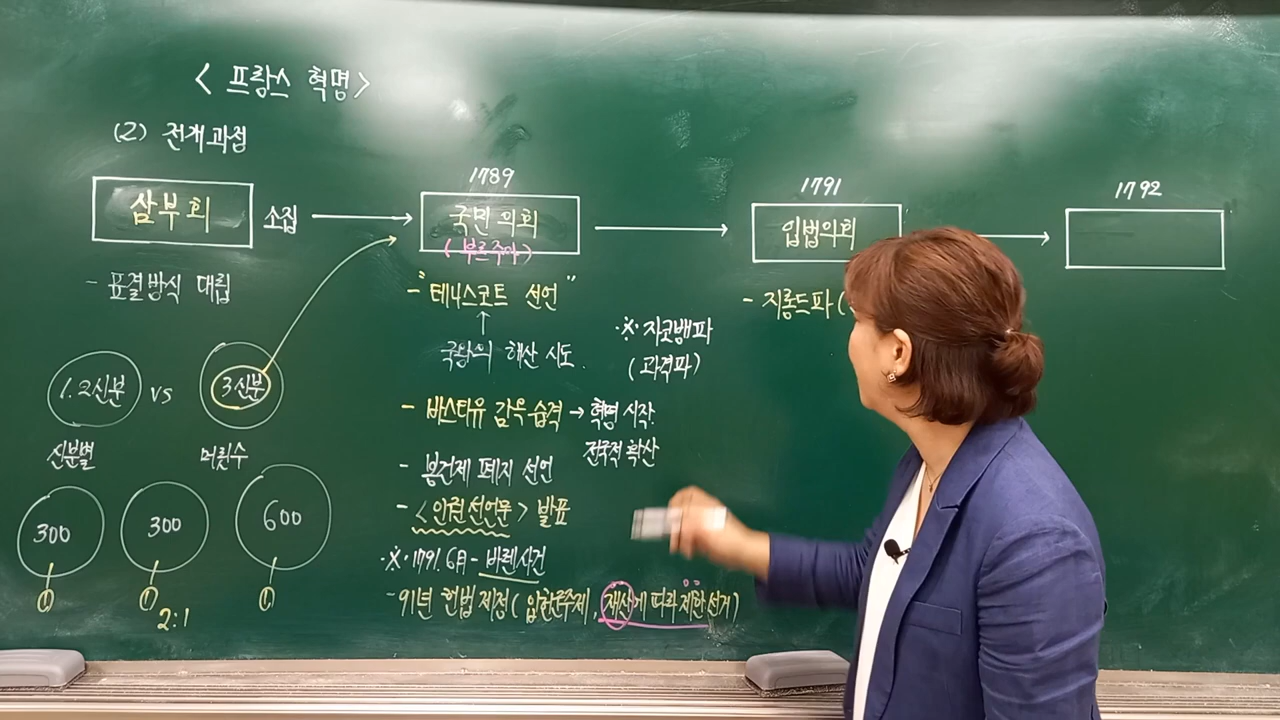 < 프랑스 혁명 >
(2) 전개과정
삼부회 소집
- 표결방식 대립
1.2신분 vs 3신분
신분별 머릿수
300 300 600
① ① ①
2:1
1789
국민의회
(부르주아)
- "테니스코트 선언"
↑
국왕의 해산 시도.
- 바스티유 감옥 습격 → 혁명 시작.
전국적 확산
- 봉건제 폐지 선언
- <인권선언문> 발표
※ 1791. 6月 - 바렌 사건
- 91년 헌법 제정 ( 입헌군주제, 재산에 따라 제한선거)
※ 자코뱅파
(과격파)
1791
입법의회
- 지롱드파 (
1792